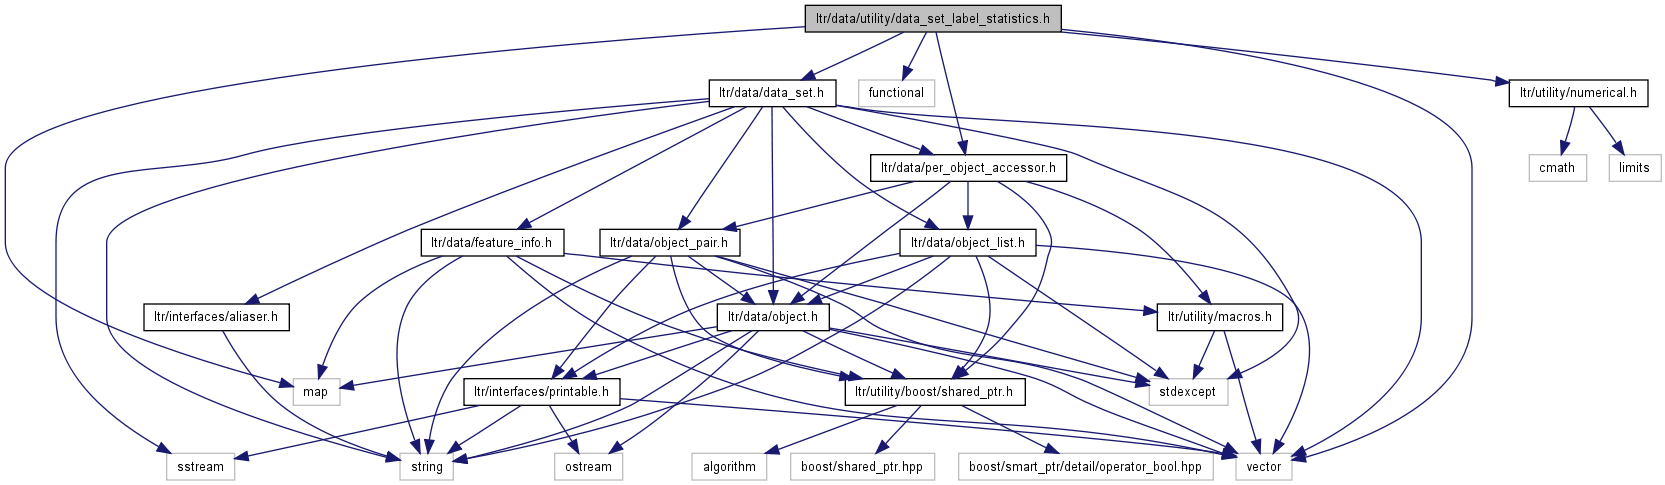 ltr/data/utility/data_set_label_statistics.h
ltr/data/data_set.h
functional
ltr/utility/numerical.h
ltr/data/per_object_accessor.h
cmath
limits
ltr/data/feature_info.h
ltr/data/object_pair.h
ltr/data/object_list.h
ltr/interfaces/aliaser.h
ltr/data/object.h
ltr/utility/macros.h
map
ltr/interfaces/printable.h
ltr/utility/boost/shared_ptr.h
stdexcept
sstream
string
ostream
algorithm
boost/shared_ptr.hpp
boost/smart_ptr/detail/operator_bool.hpp
vector